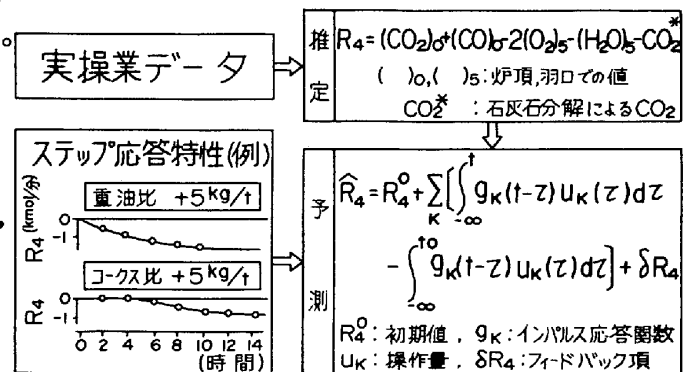 実操業データ
推定
R₄=(CO₂)₀+(CO)₀-2(O₂)₅-(H₂O)₅-CO₂*
( )₀,( )₅:炉頂,羽口での値
CO₂* :石灰石分解によるCO₂
ステップ応答特性(例)
重油比 +5kg/t
R₄(kmol/分)
0
-1
コークス比 +5kg/t
R₄
0
-1
0 2 4 6 8 10 12 14
(時間)
予測
R̂₄=R₄⁰+∑K[∫-∞^t gK(t-τ)uK(τ)dτ
-∫-∞^t0 gK(t-τ)uK(τ)dτ]+δR₄
R₄⁰:初期値,gK:インパルス応答関数
uK:操作量,δR₄:フィードバック項